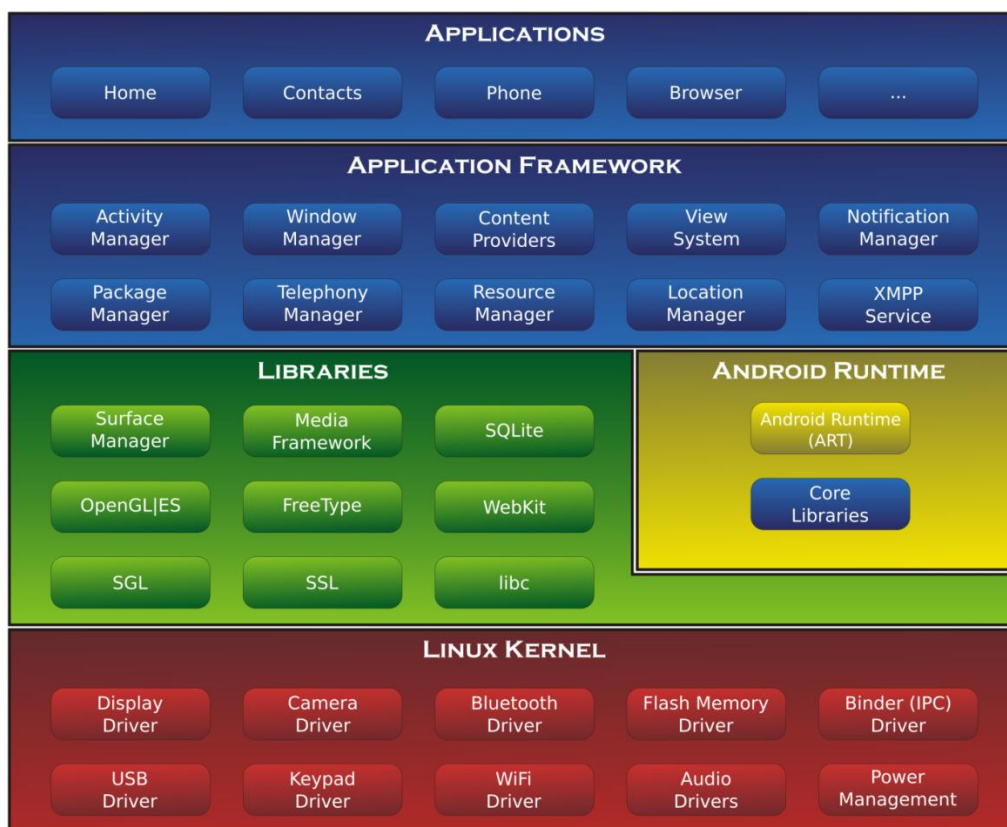 APPLICATIONS
Home
Contacts
Phone
Browser
...
APPLICATION FRAMEWORK
Activity
Manager
Window
Manager
Content
Providers
View
System
Notification
Manager
Package
Manager
Telephony
Manager
Resource
Manager
Location
Manager
XMPP
Service
LIBRARIES
Surface
Manager
Media
Framework
SQLite
OpenGL|ES
FreeType
WebKit
SGL
SSL
libc
ANDROID RUNTIME
Android Runtime
(ART)
Core
Libraries
LINUX KERNEL
Display
Driver
Camera
Driver
Bluetooth
Driver
Flash Memory
Driver
Binder (IPC)
Driver
USB
Driver
Keypad
Driver
WiFi
Driver
Audio
Drivers
Power
Management